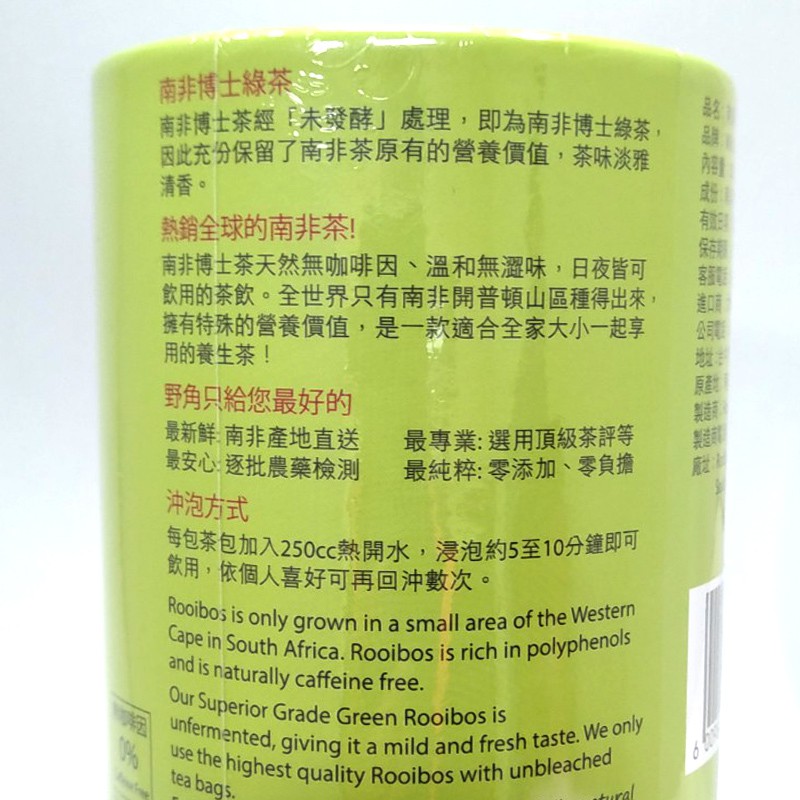 南非博士綠茶
南非博士茶經「未發酵」處理，即為南非博士綠茶，
因此充份保留了南非茶原有的營養價值，茶味淡雅
清香。
熱銷全球的南非茶!
南非博士茶天然無咖啡因、溫和無澀味，日夜皆可
飲用的茶飲。全世界只有南非開普頓山區種得出來，
擁有特殊的營養價值，是一款適合全家大小一起享
用的養生茶！
野角只給您最好的
最新鮮: 南非產地直送 最專業: 選用頂級茶評等
最安心: 逐批農藥檢測 最純粹: 零添加、零負擔
沖泡方式
每包茶包加入250cc熱開水，浸泡約5至10分鐘即可
飲用，依個人喜好可再回沖數次。
Rooibos is only grown in a small area of the Western
Cape in South Africa. Rooibos is rich in polyphenols
and is naturally caffeine free.
Our Superior Grade Green Rooibos is
unfermented, giving it a mild and fresh taste. We only
use the highest quality Rooibos with unbleached
tea bags.
品名
品牌
內容量
成份
有效日
保存期
客服電話
進口商
公司電
地址
原產地
製造商
製造商電
廠址
0%